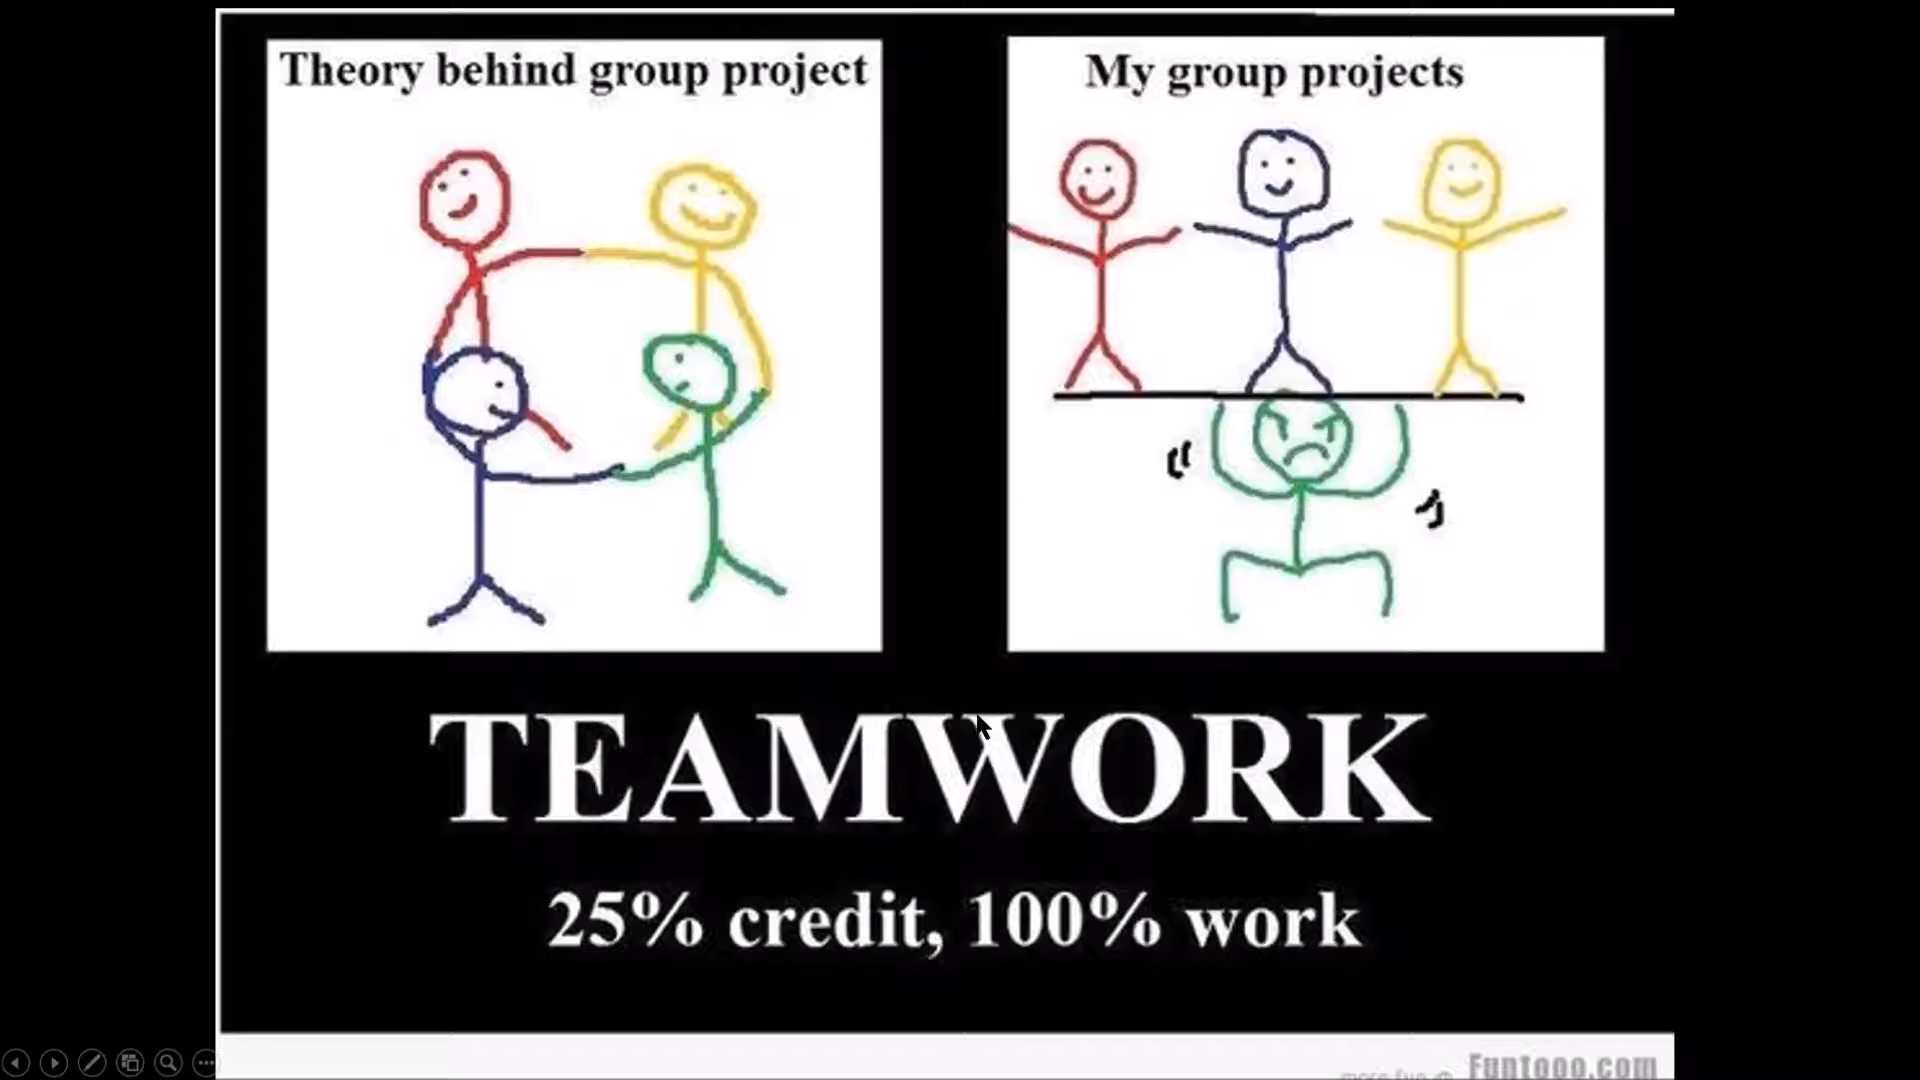 Theory behind group project
My group projects
TEAMWORK
25% credit, 100% work
Funtooo.com